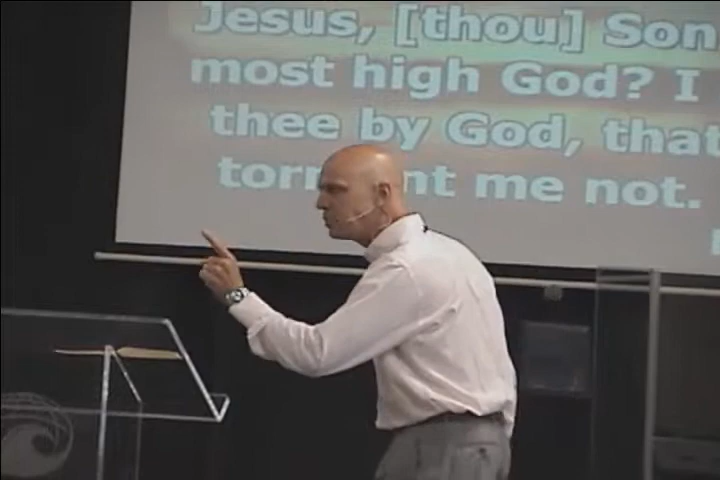 Jesus, [thou] Son
most high God? I
thee by God, that
me not.